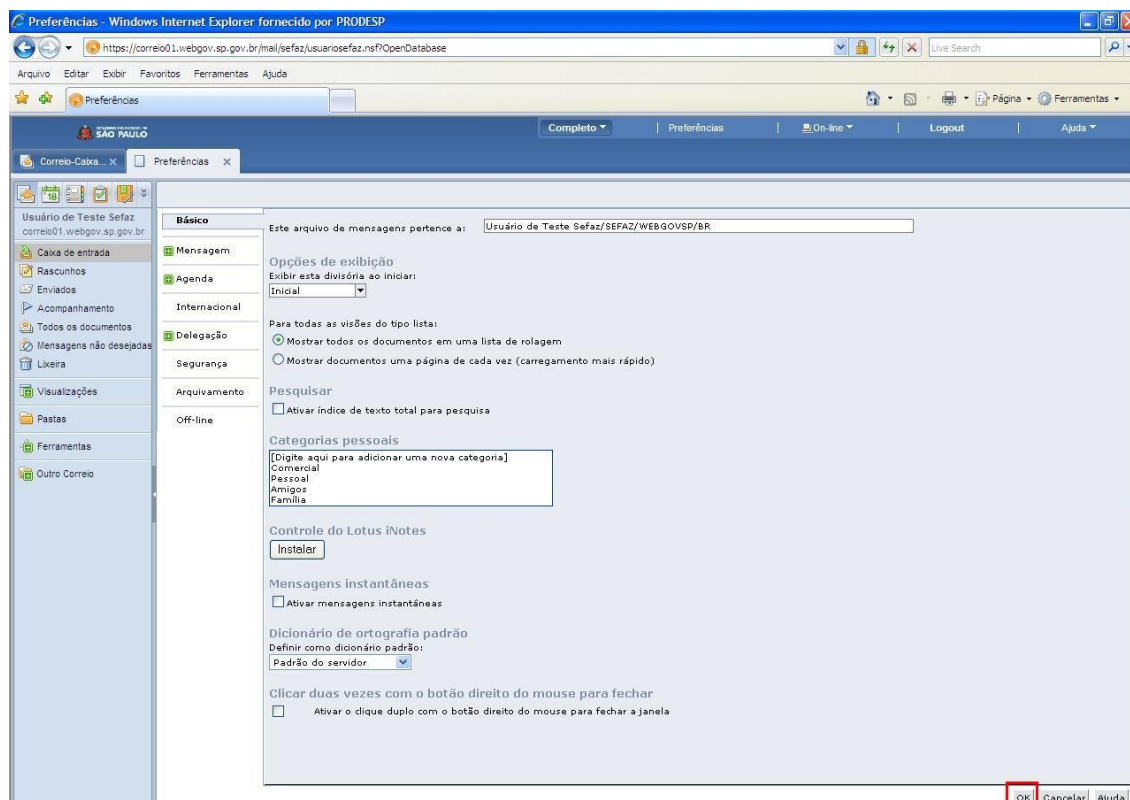 Preferências - Windows Internet Explorer fornecido por PRODESP
https://correio01.webgov.sp.gov.br/mail/sefaz/usuariosefaz.nsf?OpenDatabase
Live Search
Arquivo Editar Exibir Favoritos Ferramentas Ajuda
Preferências
Página Ferramentas
SÃO PAULO
Completo Preferências On-line Logout Ajuda
Correio-Caixa... X Preferências X
Usuário de Teste Sefaz
correio01.webgov.sp.gov.br
Caixa de entrada
Rascunhos
Enviados
Acompanhamento
Todos os documentos
Mensagens não desejadas
Lixeira
Visualizações
Pastas
Ferramentas
Outro Correio
Básico
Mensagem
Agenda
Internacional
Delegação
Segurança
Arquivamento
Off-line
Este arquivo de mensagens pertence a: Usuário de Teste Sefaz/SEFAZ/WEBGOVSP/BR
Opções de exibição
Exibir esta divisória ao iniciar:
Inicial
Para todas as visões do tipo lista:
Mostrar todos os documentos em uma lista de rolagem
Mostrar documentos uma página de cada vez (carregamento mais rápido)
Pesquisar
Ativar índice de texto total para pesquisa
Categorias pessoais
[Digite aqui para adicionar uma nova categoria]
Comercial
Pessoal
Amigos
Família
Controle do Lotus iNotes
Instalar
Mensagens instantâneas
Ativar mensagens instantâneas
Dicionário de ortografia padrão
Definir como dicionário padrão:
Padrão do servidor
Clicar duas vezes com o botão direito do mouse para fechar
Ativar o clique duplo com o botão direito do mouse para fechar a janela
OK Cancelar Ajuda